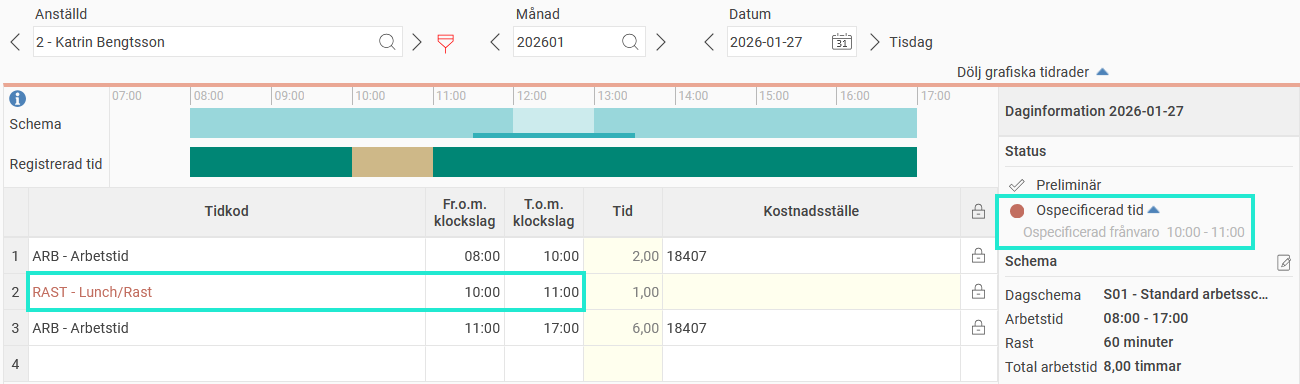 Anställd Månad Datum
2 - Katrin Bengtsson 202601 2026-01-27 31 Tisdag
Dölj grafiska tidrader
07:00 08:00 09:00 10:00 11:00 12:00 13:00 14:00 15:00 16:00 17:00
Schema
Registrerad tid
Tidkod Fr.o.m. klockslag T.o.m. klockslag Tid Kostnadsställe
1 ARB - Arbetstid 08:00 10:00 2,00 18407
2 RAST - Lunch/Rast 10:00 11:00 1,00
3 ARB - Arbetstid 11:00 17:00 6,00 18407
4
Daginformation 2026-01-27
Status
Preliminär
Ospecificerad tid
Ospecificerad frånvaro 10:00 - 11:00
Schema
Dagschema S01 - Standard arbetssc...
Arbetstid 08:00 - 17:00
Rast 60 minuter
Total arbetstid 8,00 timmar